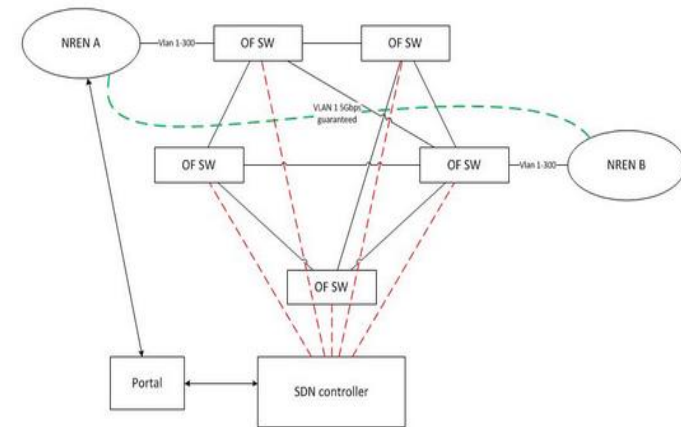 NREN A
Vlan 1-300
OF SW
OF SW
VLAN 1 5Gbps
guaranteed
OF SW
OF SW
Vlan 1-300
NREN B
OF SW
Portal
SDN controller